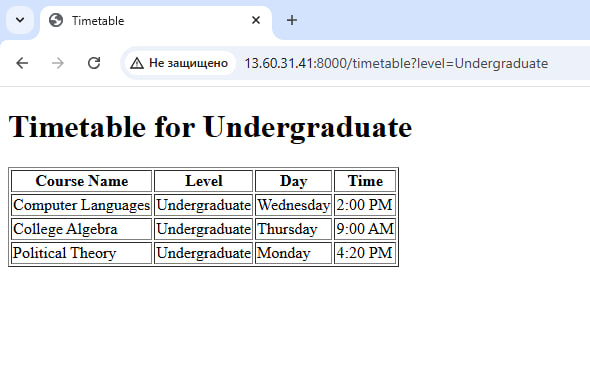 Timetable
Не защищено 13.60.31.41:8000/timetable?level=Undergraduate
Timetable for Undergraduate
Course Name Level Day Time
Computer Languages Undergraduate Wednesday 2:00 PM
College Algebra Undergraduate Thursday 9:00 AM
Political Theory Undergraduate Monday 4:20 PM